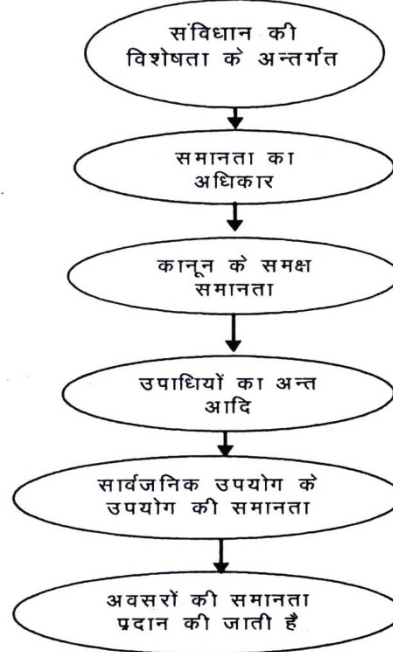 संविधान की
विशेषता के अन्तर्गत
समानता का
अधिकार
कानून के समक्ष
समानता
उपाधियों का अन्त
आदि
सार्वजनिक उपयोग के
उपयोग की समानता
अवसरों की समानता
प्रदान की जाती है